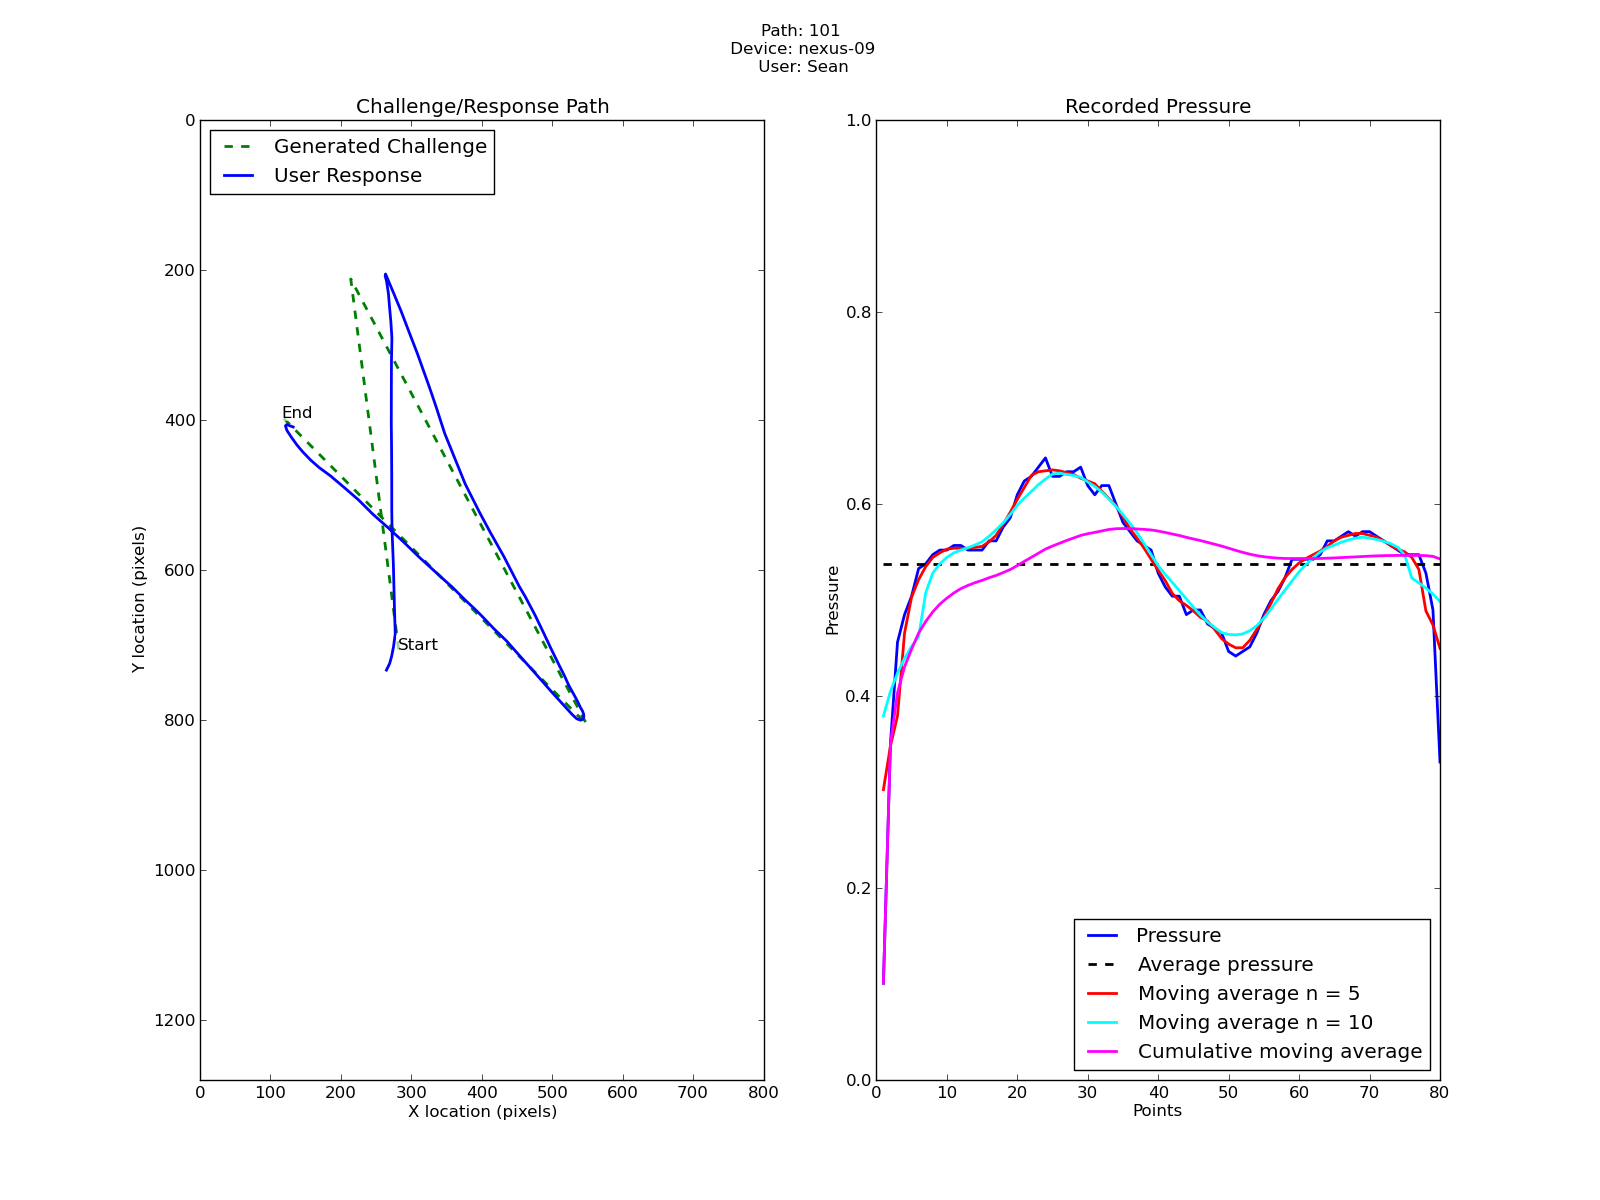 Path: 101
Device: nexus-09
User: Sean
Challenge/Response Path
Generated Challenge
User Response
End
Start
0
200
400
600
800
1000
1200
Y location (pixels)
0 100 200 300 400 500 600 700 800
X location (pixels)
Recorded Pressure
1.0
0.8
0.6
0.4
0.2
0.0
Pressure
Pressure
Average pressure
Moving average n = 5
Moving average n = 10
Cumulative moving average
0 10 20 30 40 50 60 70 80
Points